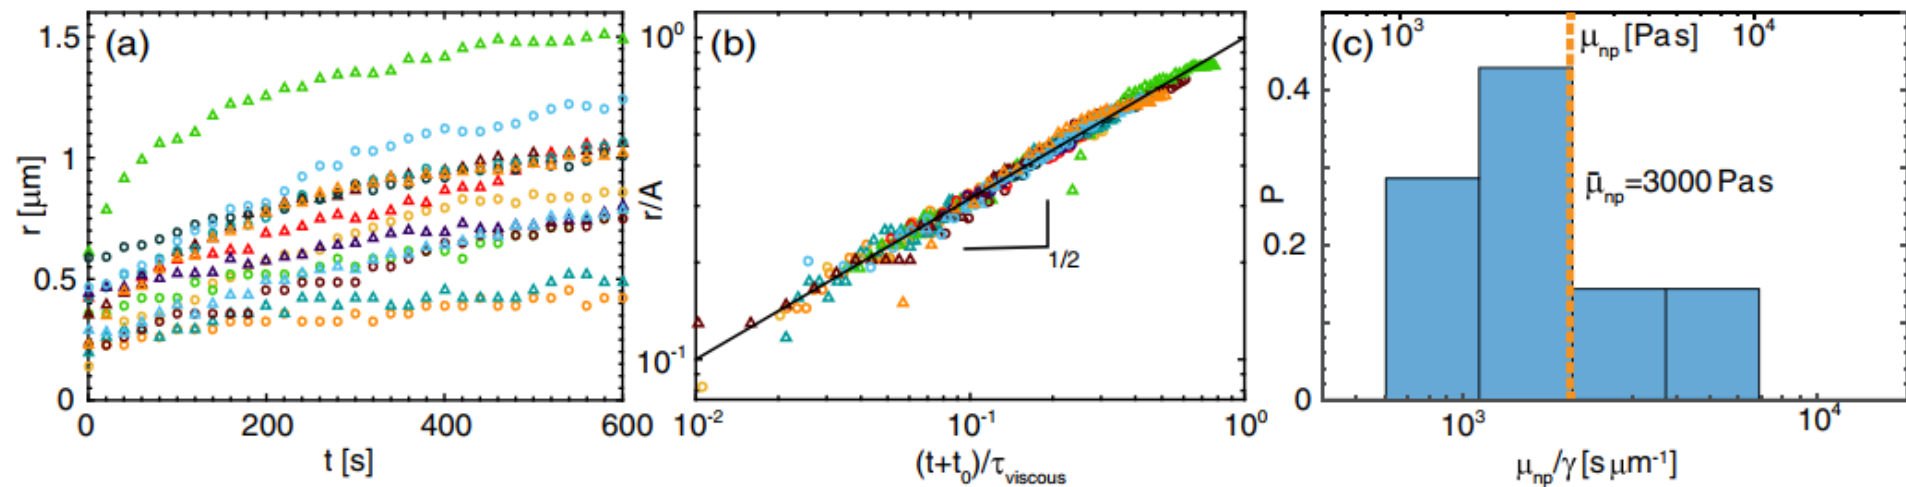 (a)
1.5
1
0.5
0
r [μm]
0
200
400
600
t [s]
(b)
10⁰
10⁻¹
r/A
1/2
10⁻²
10⁻¹
10⁰
(t+t₀)/τ_viscous
(c)
10³
μ_np [Pas]
10⁴
μ̄_np=3000 Pas
0.4
0.2
0
P
10³
10⁴
μ_np/γ [s μm⁻¹]